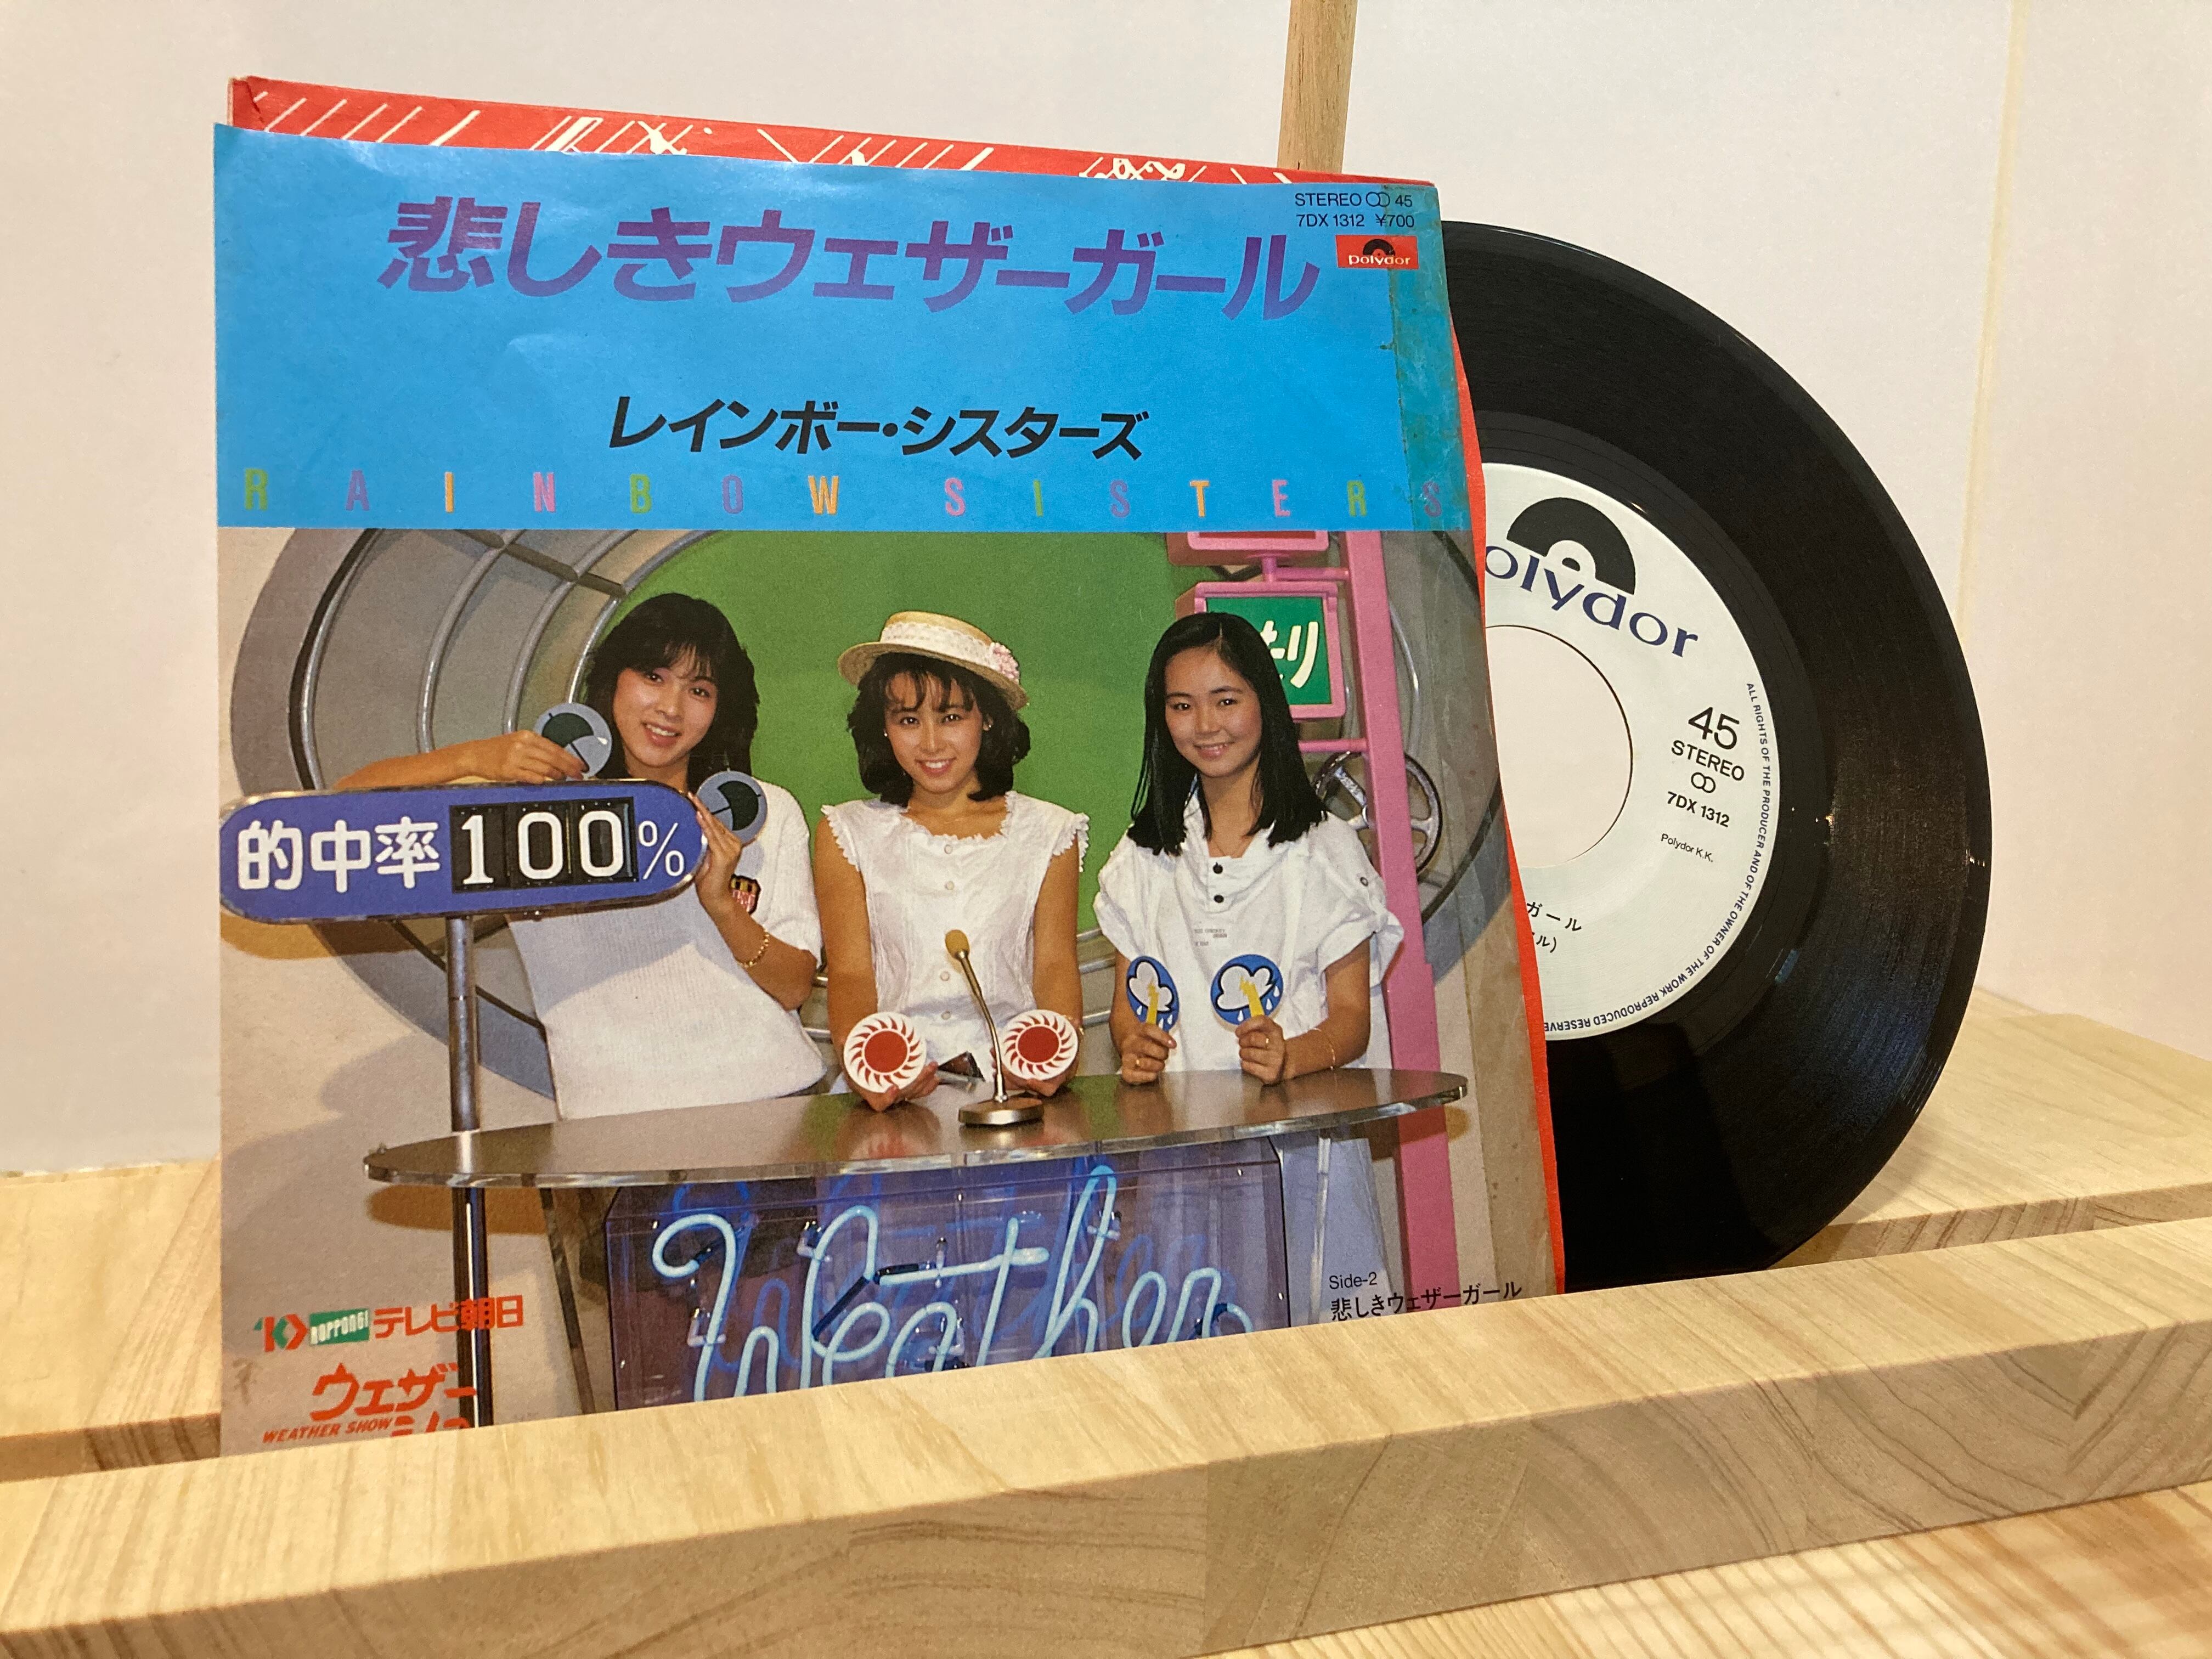 STEREO 45
7DX 1312 ¥700
polydor
悲しきウェザーガール
レインボー・シスターズ
RAINBOW SISTERS
的中率100%
Weather
Side-2
悲しきウェザーガール
ROPPONGI テレビ朝日
ウェザー
WEATHER SHOW
olydor
45
STEREO
7DX 1312
Polydor K.K.
ガール
ル)
ALL RIGHTS OF THE PRODUCER AND OF THE OWNER OF THE WORK REPRODUCED RESERVE